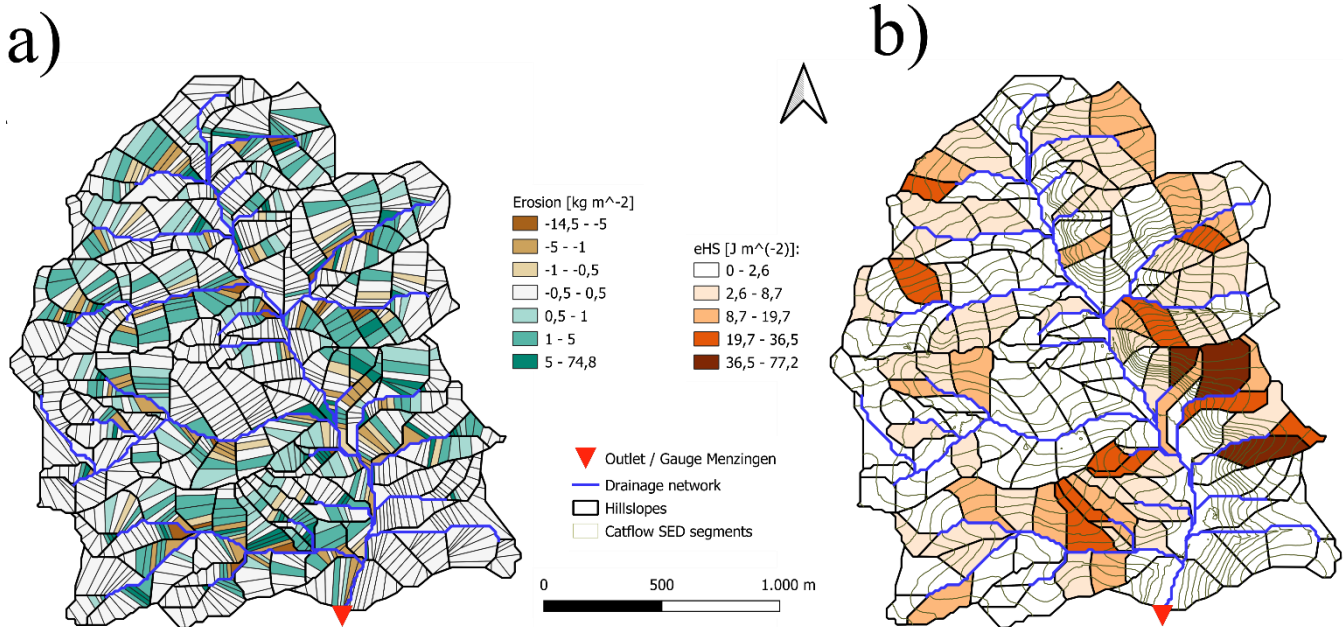 a)
b)
Erosion [kg m^-2]
-14,5 - -5
-5 - -1
-1 - -0,5
-0,5 - 0,5
0,5 - 1
1 - 5
5 - 74,8
eHS [J m^(-2)]:
0 - 2,6
2,6 - 8,7
8,7 - 19,7
19,7 - 36,5
36,5 - 77,2
Outlet / Gauge Menzingen
Drainage network
Hillslopes
Catflow SED segments
0 500 1.000 m